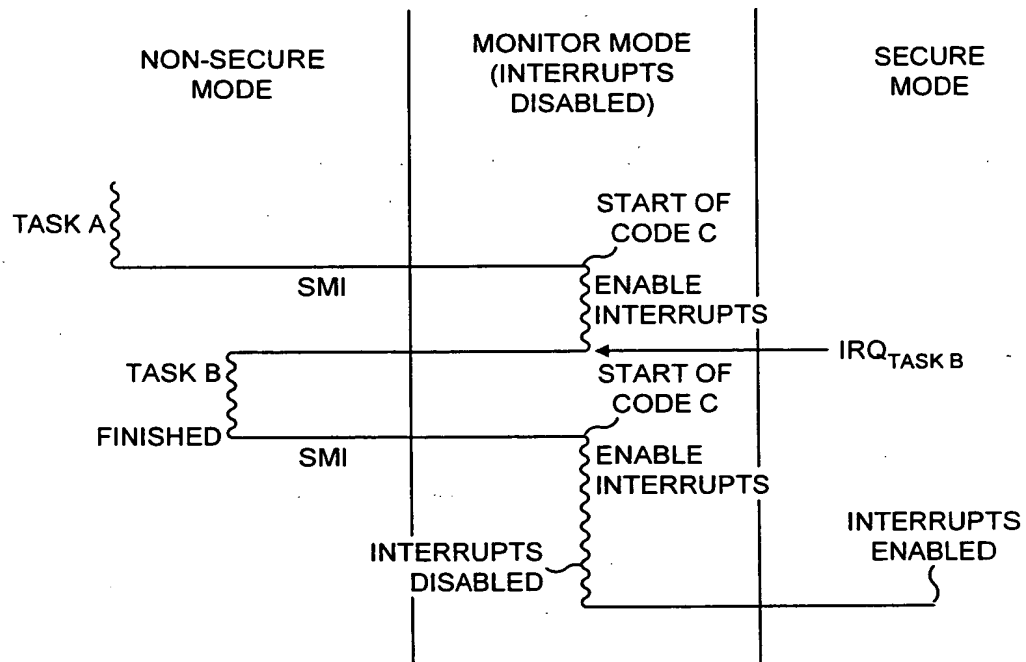 NON-SECURE
MODE
MONITOR MODE
(INTERRUPTS
DISABLED)
SECURE
MODE
TASK A
START OF
CODE C
SMI
ENABLE
INTERRUPTS
IRQTASK B
TASK B
START OF
CODE C
FINISHED
SMI
ENABLE
INTERRUPTS
INTERRUPTS
ENABLED
INTERRUPTS
DISABLED